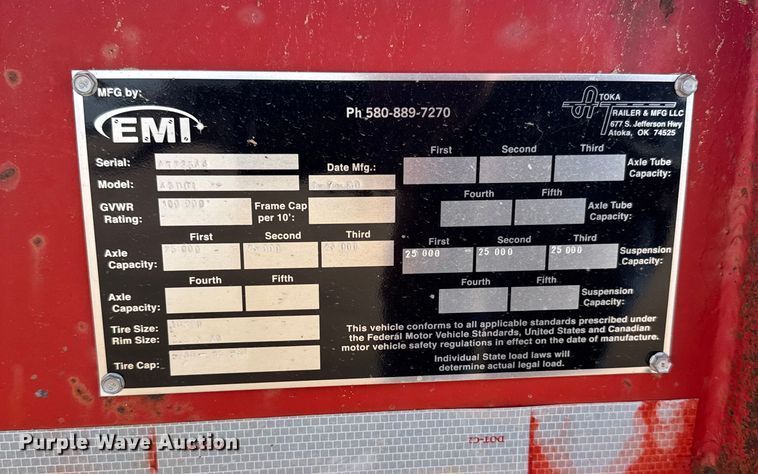 MFG by:
EMI
Ph 580-889-7270
ATOKA
TRAILER & MFG LLC
677 S. Jefferson Hwy
Atoka, OK 74525
Serial:
Date Mfg.:
Model:
First Second Third
Axle Tube
Capacity:
GVWR
Rating:
Frame Cap
per 10':
Fourth Fifth
Axle Tube
Capacity:
First Second Third
Axle
Capacity: 25 000 25 000 25 000
First Second Third
25 000 25 000 25 000
Suspension
Capacity:
Fourth Fifth
Axle
Capacity:
Fourth Fifth
Suspension
Capacity:
Tire Size:
Rim Size:
Tire Cap:
This vehicle conforms to all applicable standards prescribed under
the Federal Motor Vehicle Standards, United States and Canadian
motor vehicle safety regulations in effect on the date of manufacture.
Individual State load laws will
determine actual legal load.
DOT-C2
Purple Wave Auction